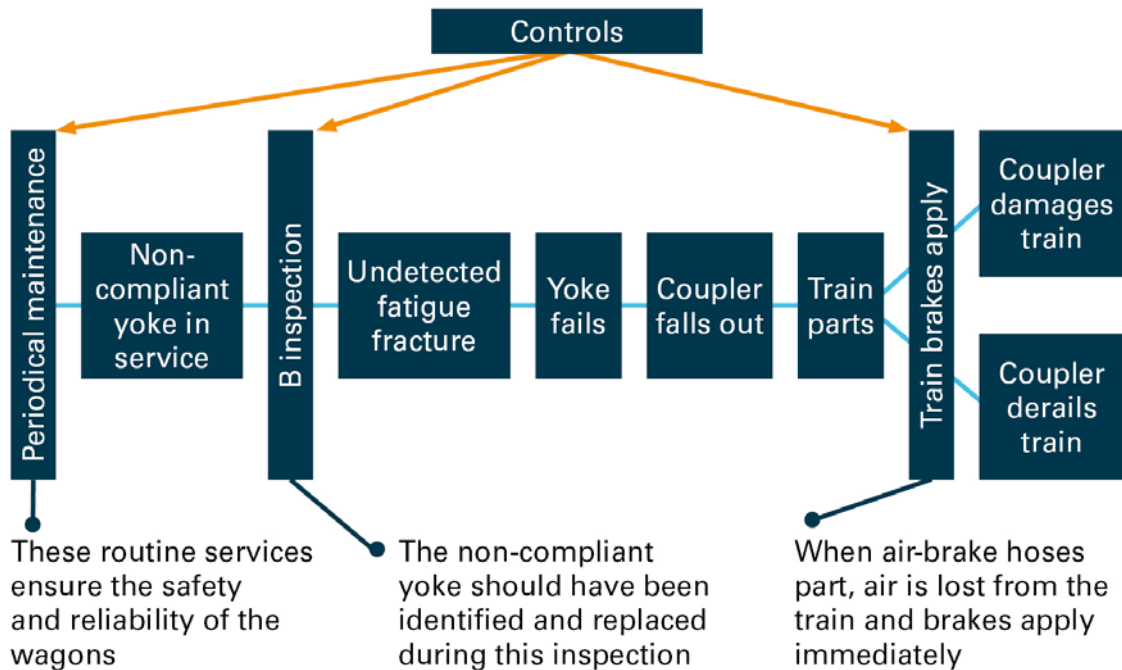 Controls
Periodical maintenance
Non-
compliant
yoke in
service
B inspection
Undetected
fatigue
fracture
Yoke
fails
Coupler
falls out
Train
parts
Train brakes apply
Coupler
damages
train
Coupler
derails
train
These routine services
ensure the safety
and reliability of the
wagons
The non-compliant
yoke should have been
identified and replaced
during this inspection
When air-brake hoses
part, air is lost from the
train and brakes apply
immediately